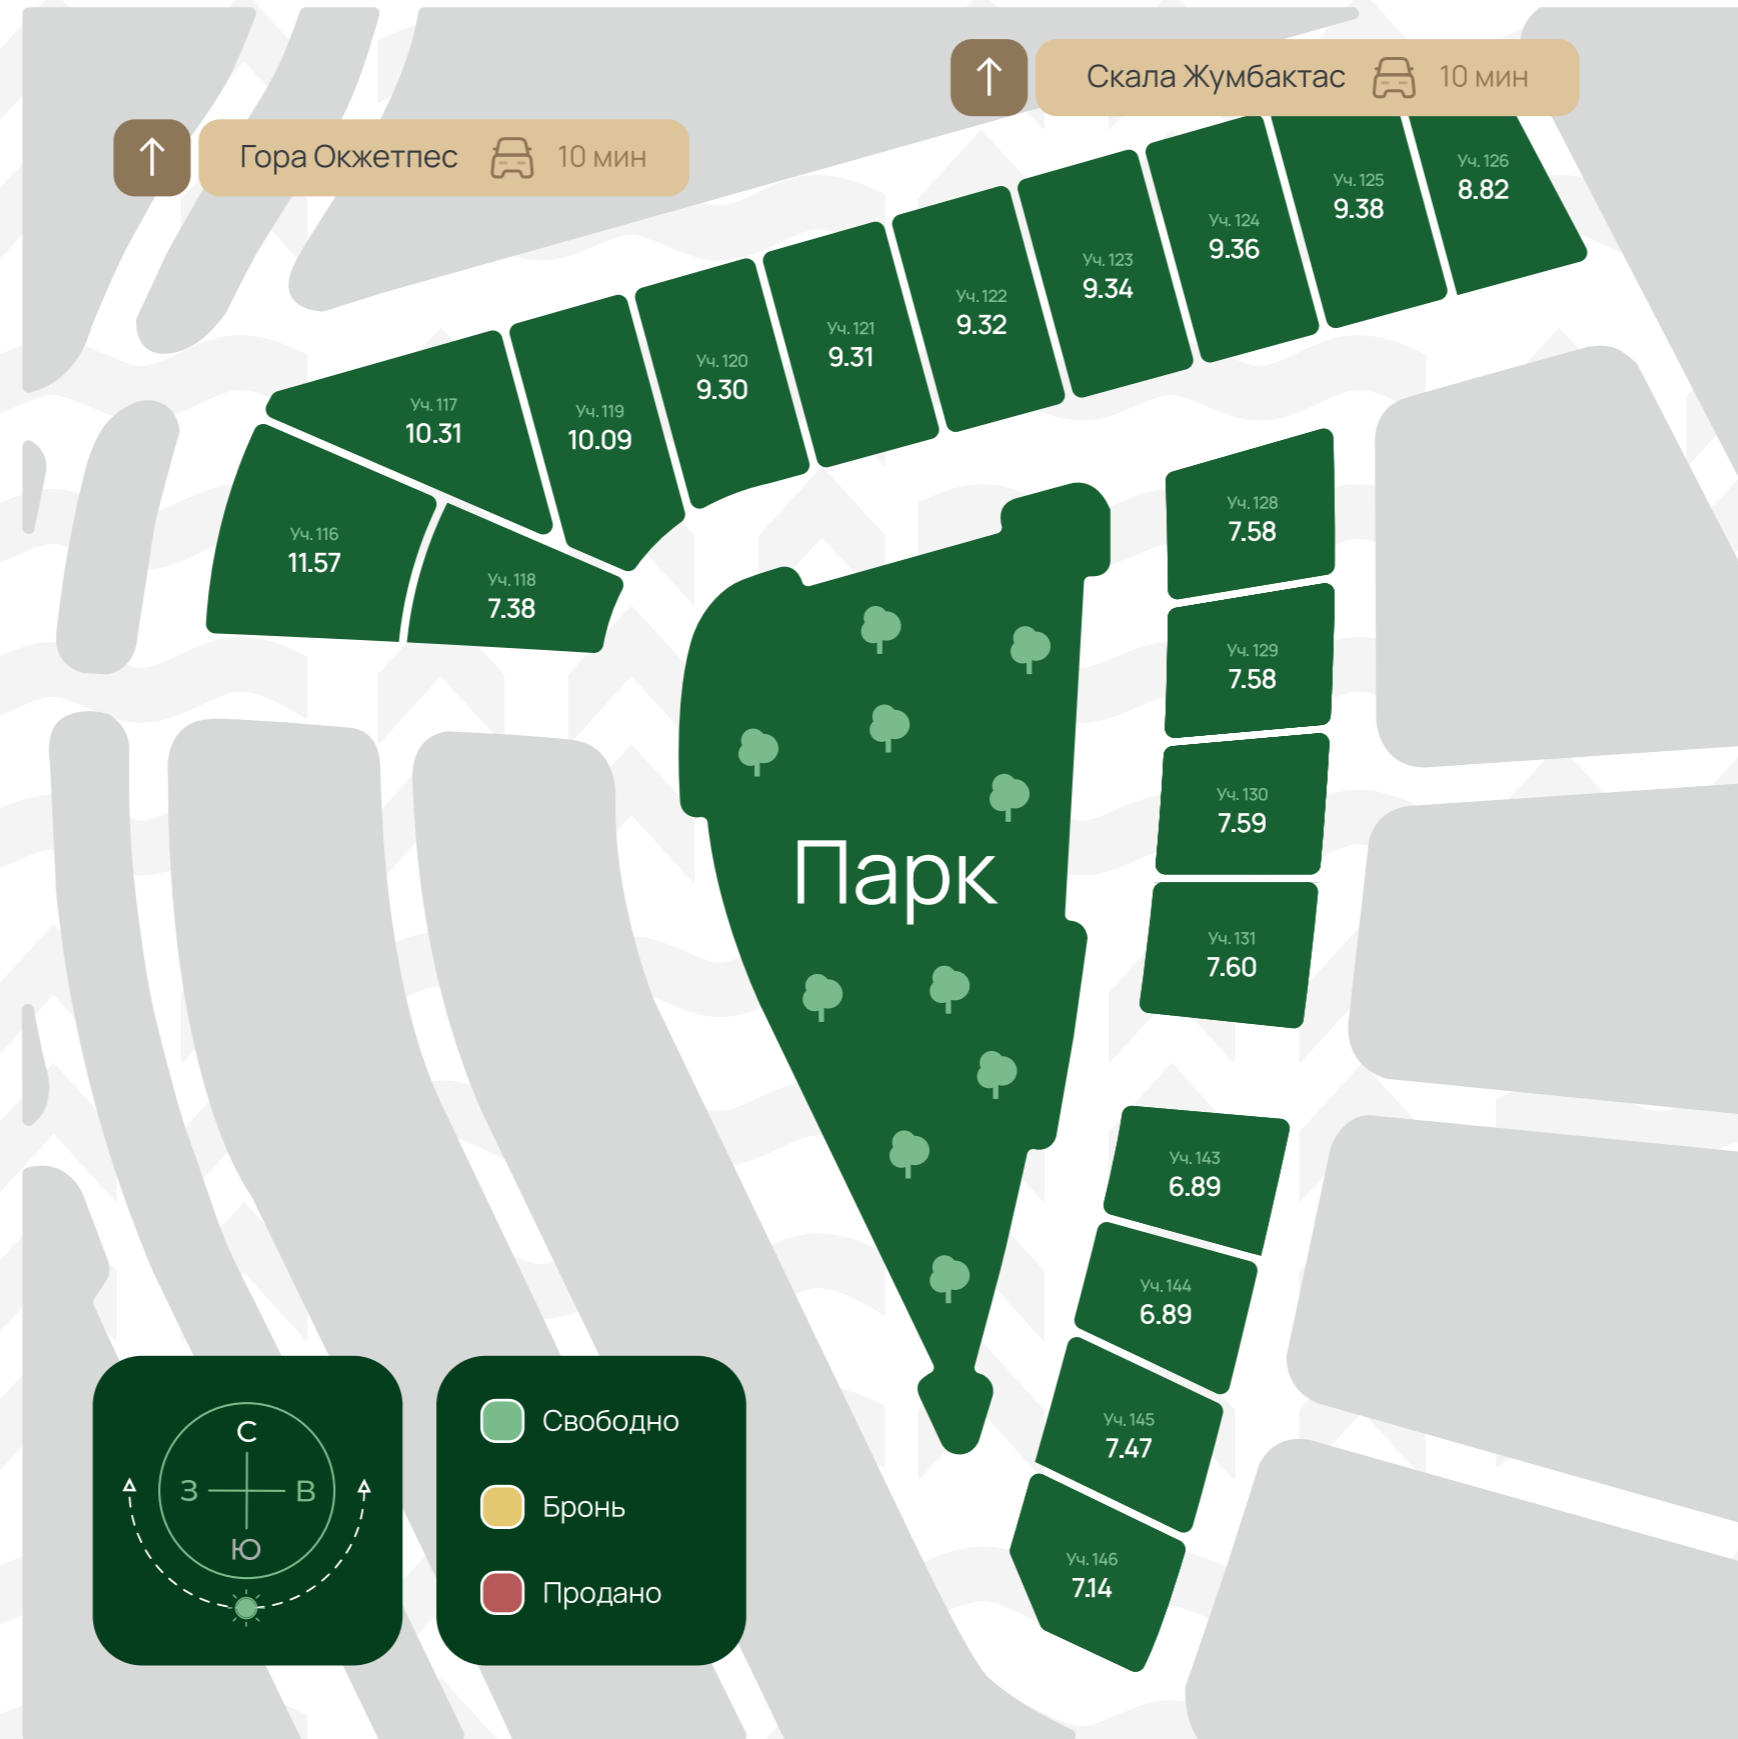 Скала Жумбактас 10 мин
Гора Окжетпес 10 мин
Уч. 126
8.82
Уч. 125
9.38
Уч. 124
9.36
Уч. 123
9.34
Уч. 122
9.32
Уч. 121
9.31
Уч. 120
9.30
Уч. 119
10.09
Уч. 117
10.31
Уч. 116
11.57
Уч. 118
7.38
Уч. 128
7.58
Уч. 129
7.58
Уч. 130
7.59
Уч. 131
7.60
Парк
Уч. 143
6.89
Уч. 144
6.89
Уч. 145
7.47
Уч. 146
7.14
С
З В
Ю
Свободно
Бронь
Продано